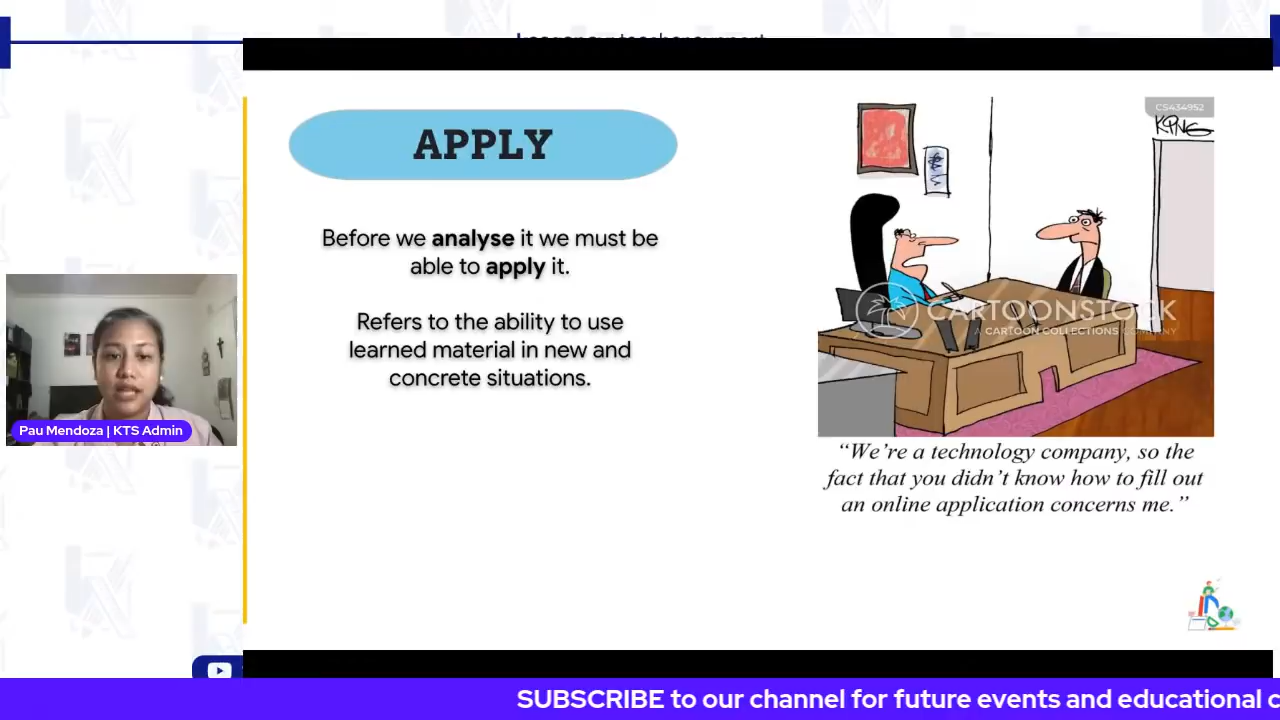 APPLY
Before we analyse it we must be
able to apply it.
Refers to the ability to use
learned material in new and
concrete situations.
CS434952
CARTOONSTOCK
A CARTOON COLLECTIONS COMPANY
“We’re a technology company, so the
fact that you didn’t know how to fill out
an online application concerns me.”
Pau Mendoza | KTS Admin
SUBSCRIBE to our channel for future events and educational